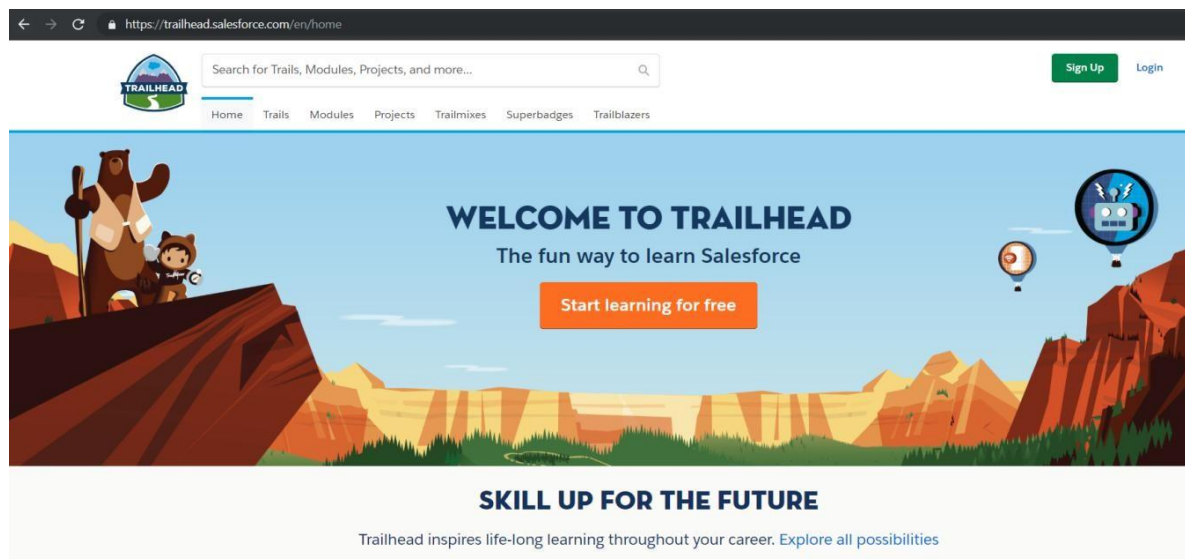 https://trailhead.salesforce.com/en/home
TRAILHEAD
Search for Trails, Modules, Projects, and more...
Sign Up
Login
Home Trails Modules Projects Trailmixes Superbadges Trailblazers
WELCOME TO TRAILHEAD
The fun way to learn Salesforce
Start learning for free
SKILL UP FOR THE FUTURE
Trailhead inspires life-long learning throughout your career. Explore all possibilities